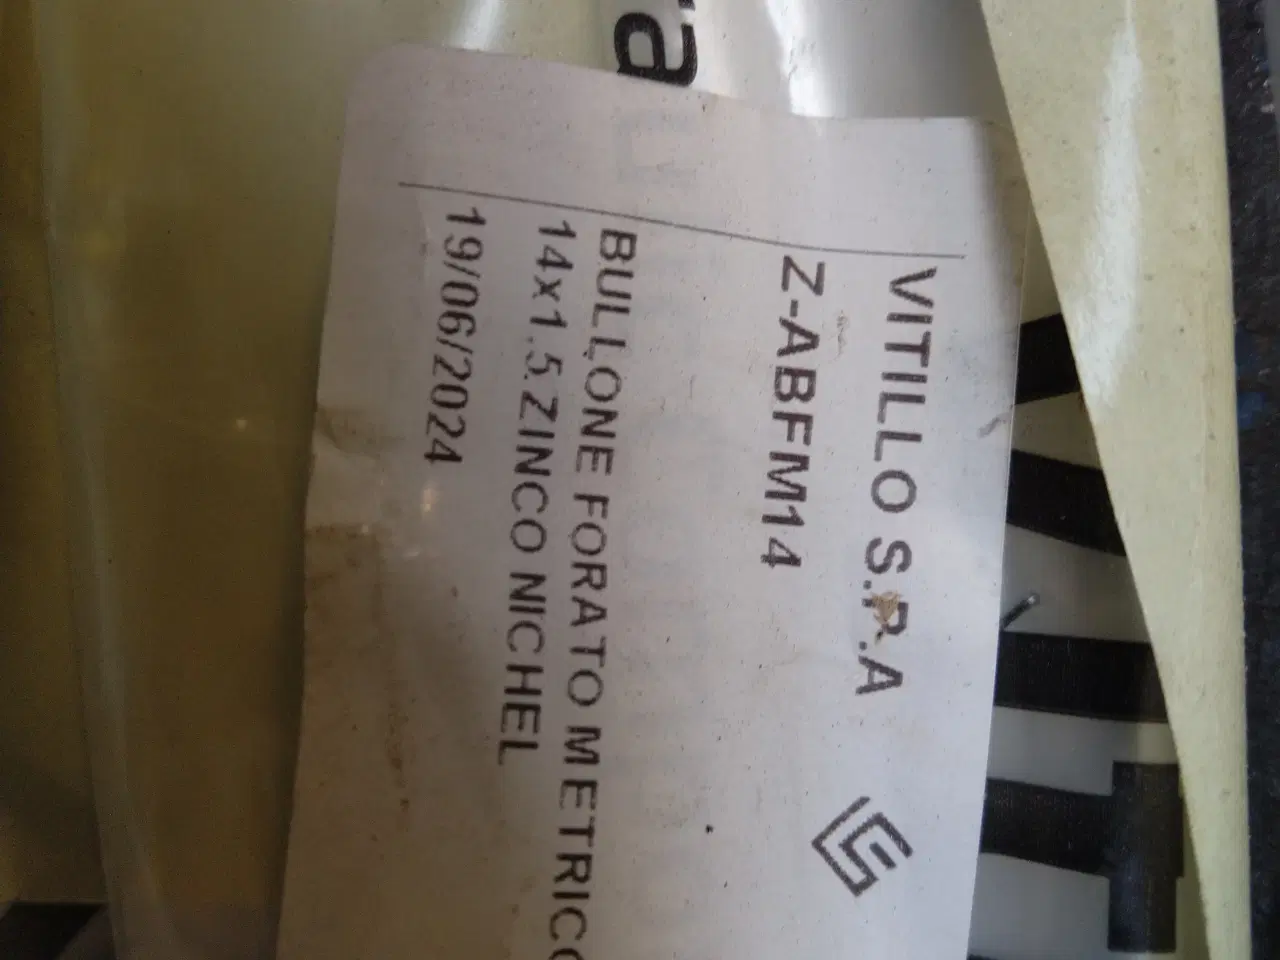 VITILLO S.P.A
Z-ABFM14
BULLONE FORATO METRICO
14x1.5.ZINCO NICHEL
19/06/2024